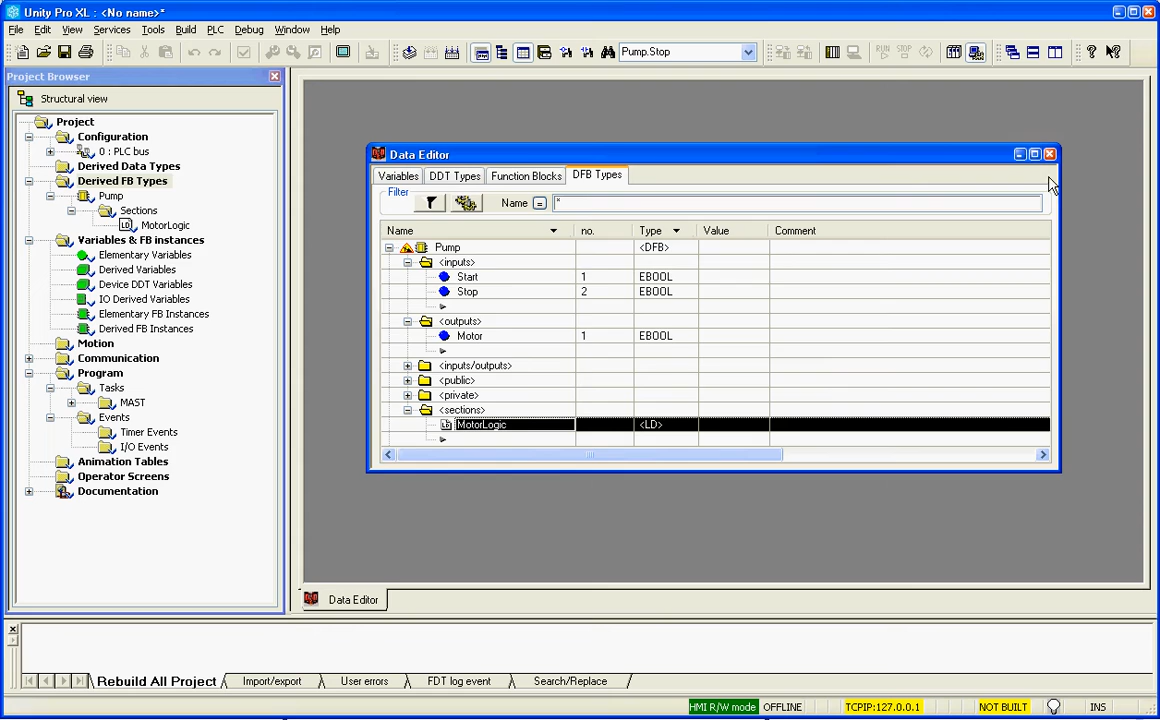 Unity Pro XL : <No name>*
File Edit View Services Tools Build PLC Debug Window Help
Pump.Stop
RUN STOP
Project Browser
Structural view
Project
Configuration
0 : PLC bus
Derived Data Types
Derived FB Types
Pump
Sections
LD MotorLogic
Variables & FB instances
Elementary Variables
Derived Variables
Device DDT Variables
IO Derived Variables
Elementary FB Instances
Derived FB Instances
Motion
Communication
Program
Tasks
MAST
Events
Timer Events
I/O Events
Animation Tables
Operator Screens
Documentation
Data Editor
Variables DDT Types Function Blocks DFB Types
Filter
Name = *
Name no. Type Value Comment
Pump <DFB>
<inputs>
Start 1 EBOOL
Stop 2 EBOOL
<outputs>
Motor 1 EBOOL
<inputs/outputs>
<public>
<private>
<sections>
MotorLogic <LD>
Data Editor
Rebuild All Project Import/export User errors FDT log event Search/Replace
HMI R/W mode OFFLINE TCPIP:127.0.0.1 NOT BUILT INS